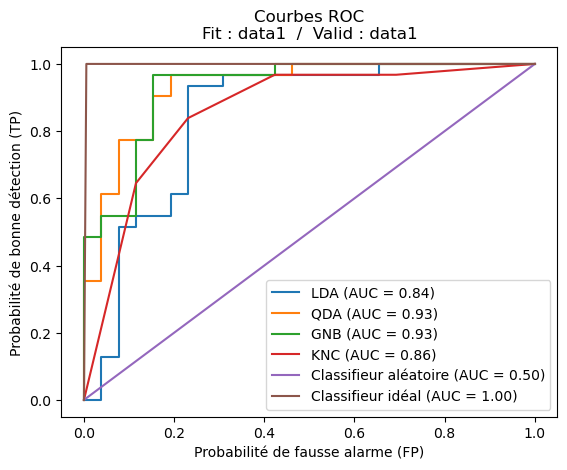 Courbes ROC
Fit : data1 / Valid : data1
1.0
0.8
0.6
0.4
0.2
0.0
Probabilité de bonne détection (TP)
LDA (AUC = 0.84)
QDA (AUC = 0.93)
GNB (AUC = 0.93)
KNC (AUC = 0.86)
Classifieur aléatoire (AUC = 0.50)
Classifieur idéal (AUC = 1.00)
0.0 0.2 0.4 0.6 0.8 1.0
Probabilité de fausse alarme (FP)